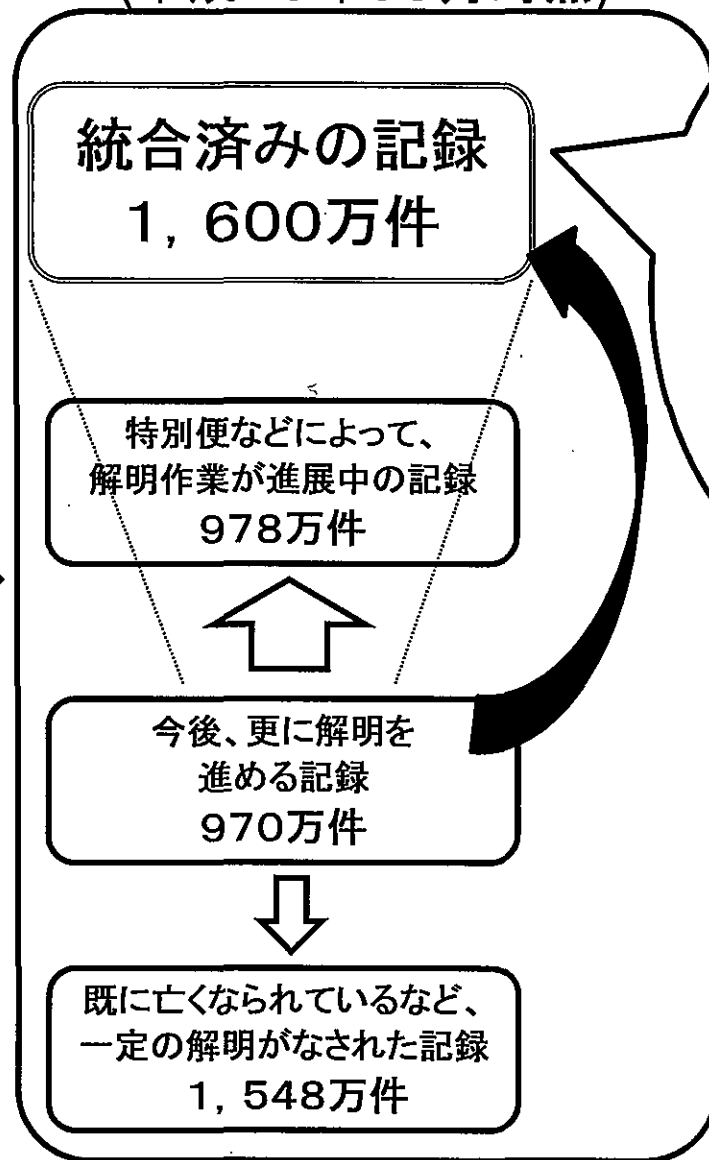 統合済みの記録
1,600万件
特別便などによって、
解明作業が進展中の記録
978万件
今後、更に解明を
進める記録
970万件
既に亡くなられているなど、
一定の解明がなされた記録
1,548万件